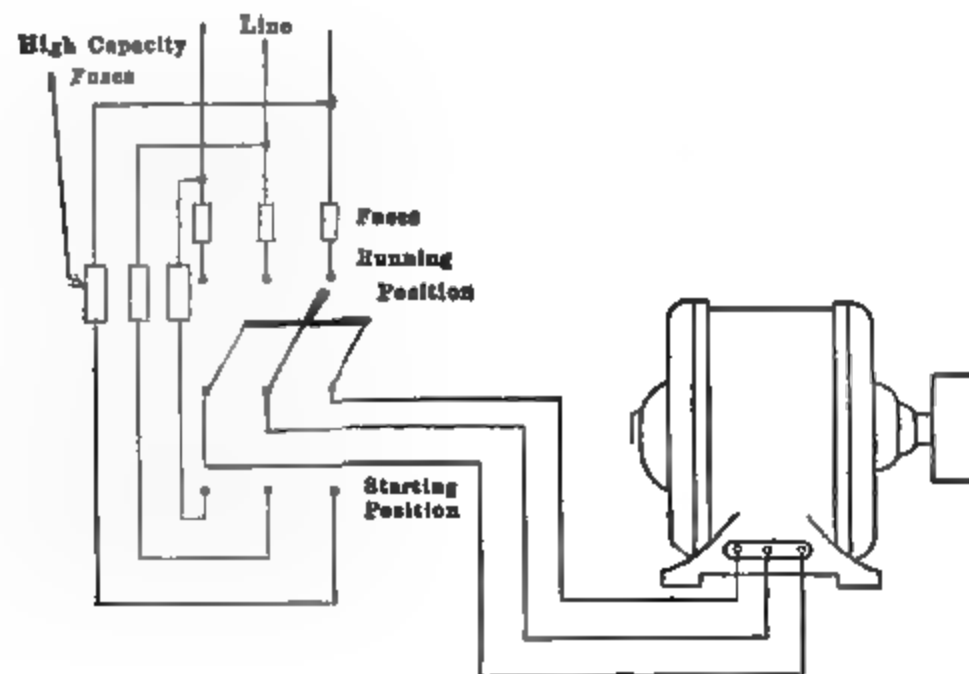 Line
High Capacity
Fuses
Fuses
Running
Position
Starting
Position